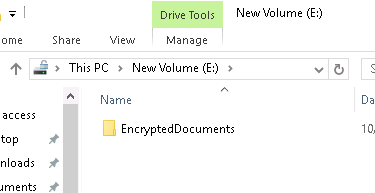 Drive Tools New Volume (E:)
ome Share View Manage
This PC New Volume (E:)
Name Da
access
EncryptedDocuments 10,
top
nloads
uments